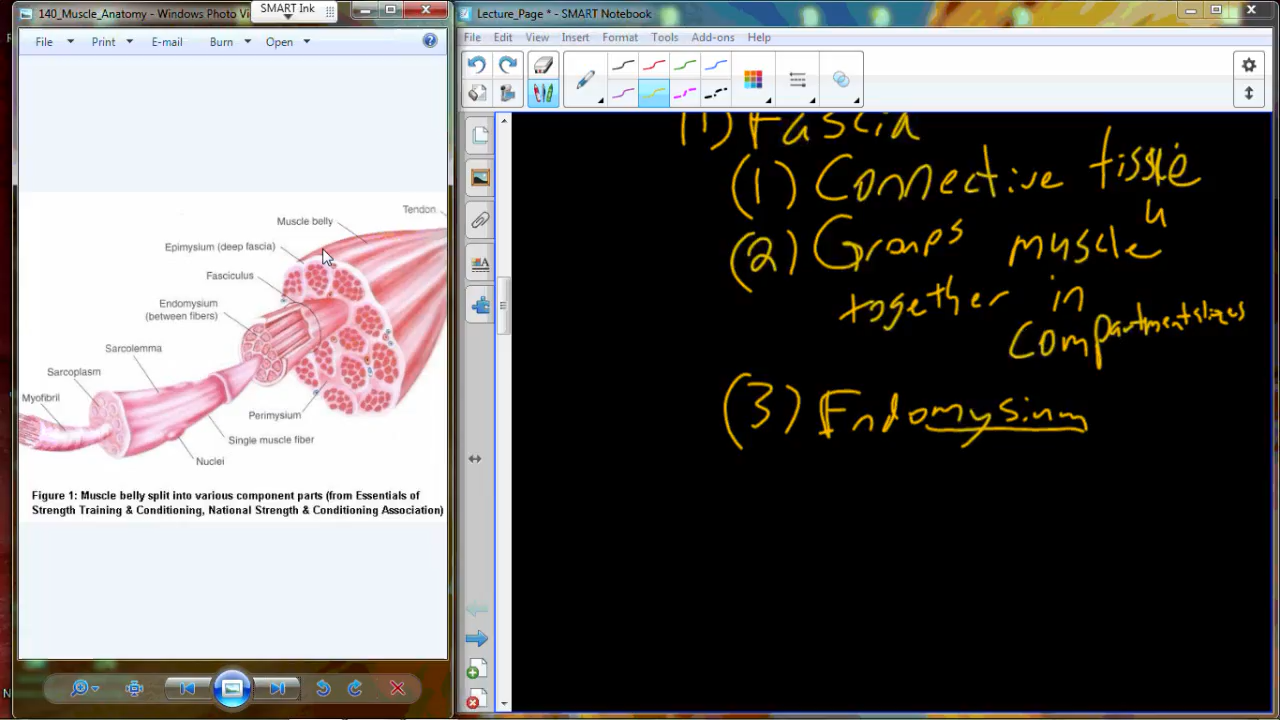 140_Muscle_Anatomy - Windows Photo Vi
SMART Ink
File Print E-mail Burn Open
Tendon
Muscle belly
Epimysium (deep fascia)
Fasciculus
Endomysium
(between fibers)
Sarcolemma
Sarcoplasm
Myofibril
Perimysium
Single muscle fiber
Nuclei
Figure 1: Muscle belly split into various component parts (from Essentials of
Strength Training & Conditioning, National Strength & Conditioning Association)
Lecture_Page * - SMART Notebook
File Edit View Insert Format Tools Add-ons Help
(1) Fascia
(1) Connective tissue
u
(2) Groups muscle
together in
compartmentslizes
(3) Endomysium